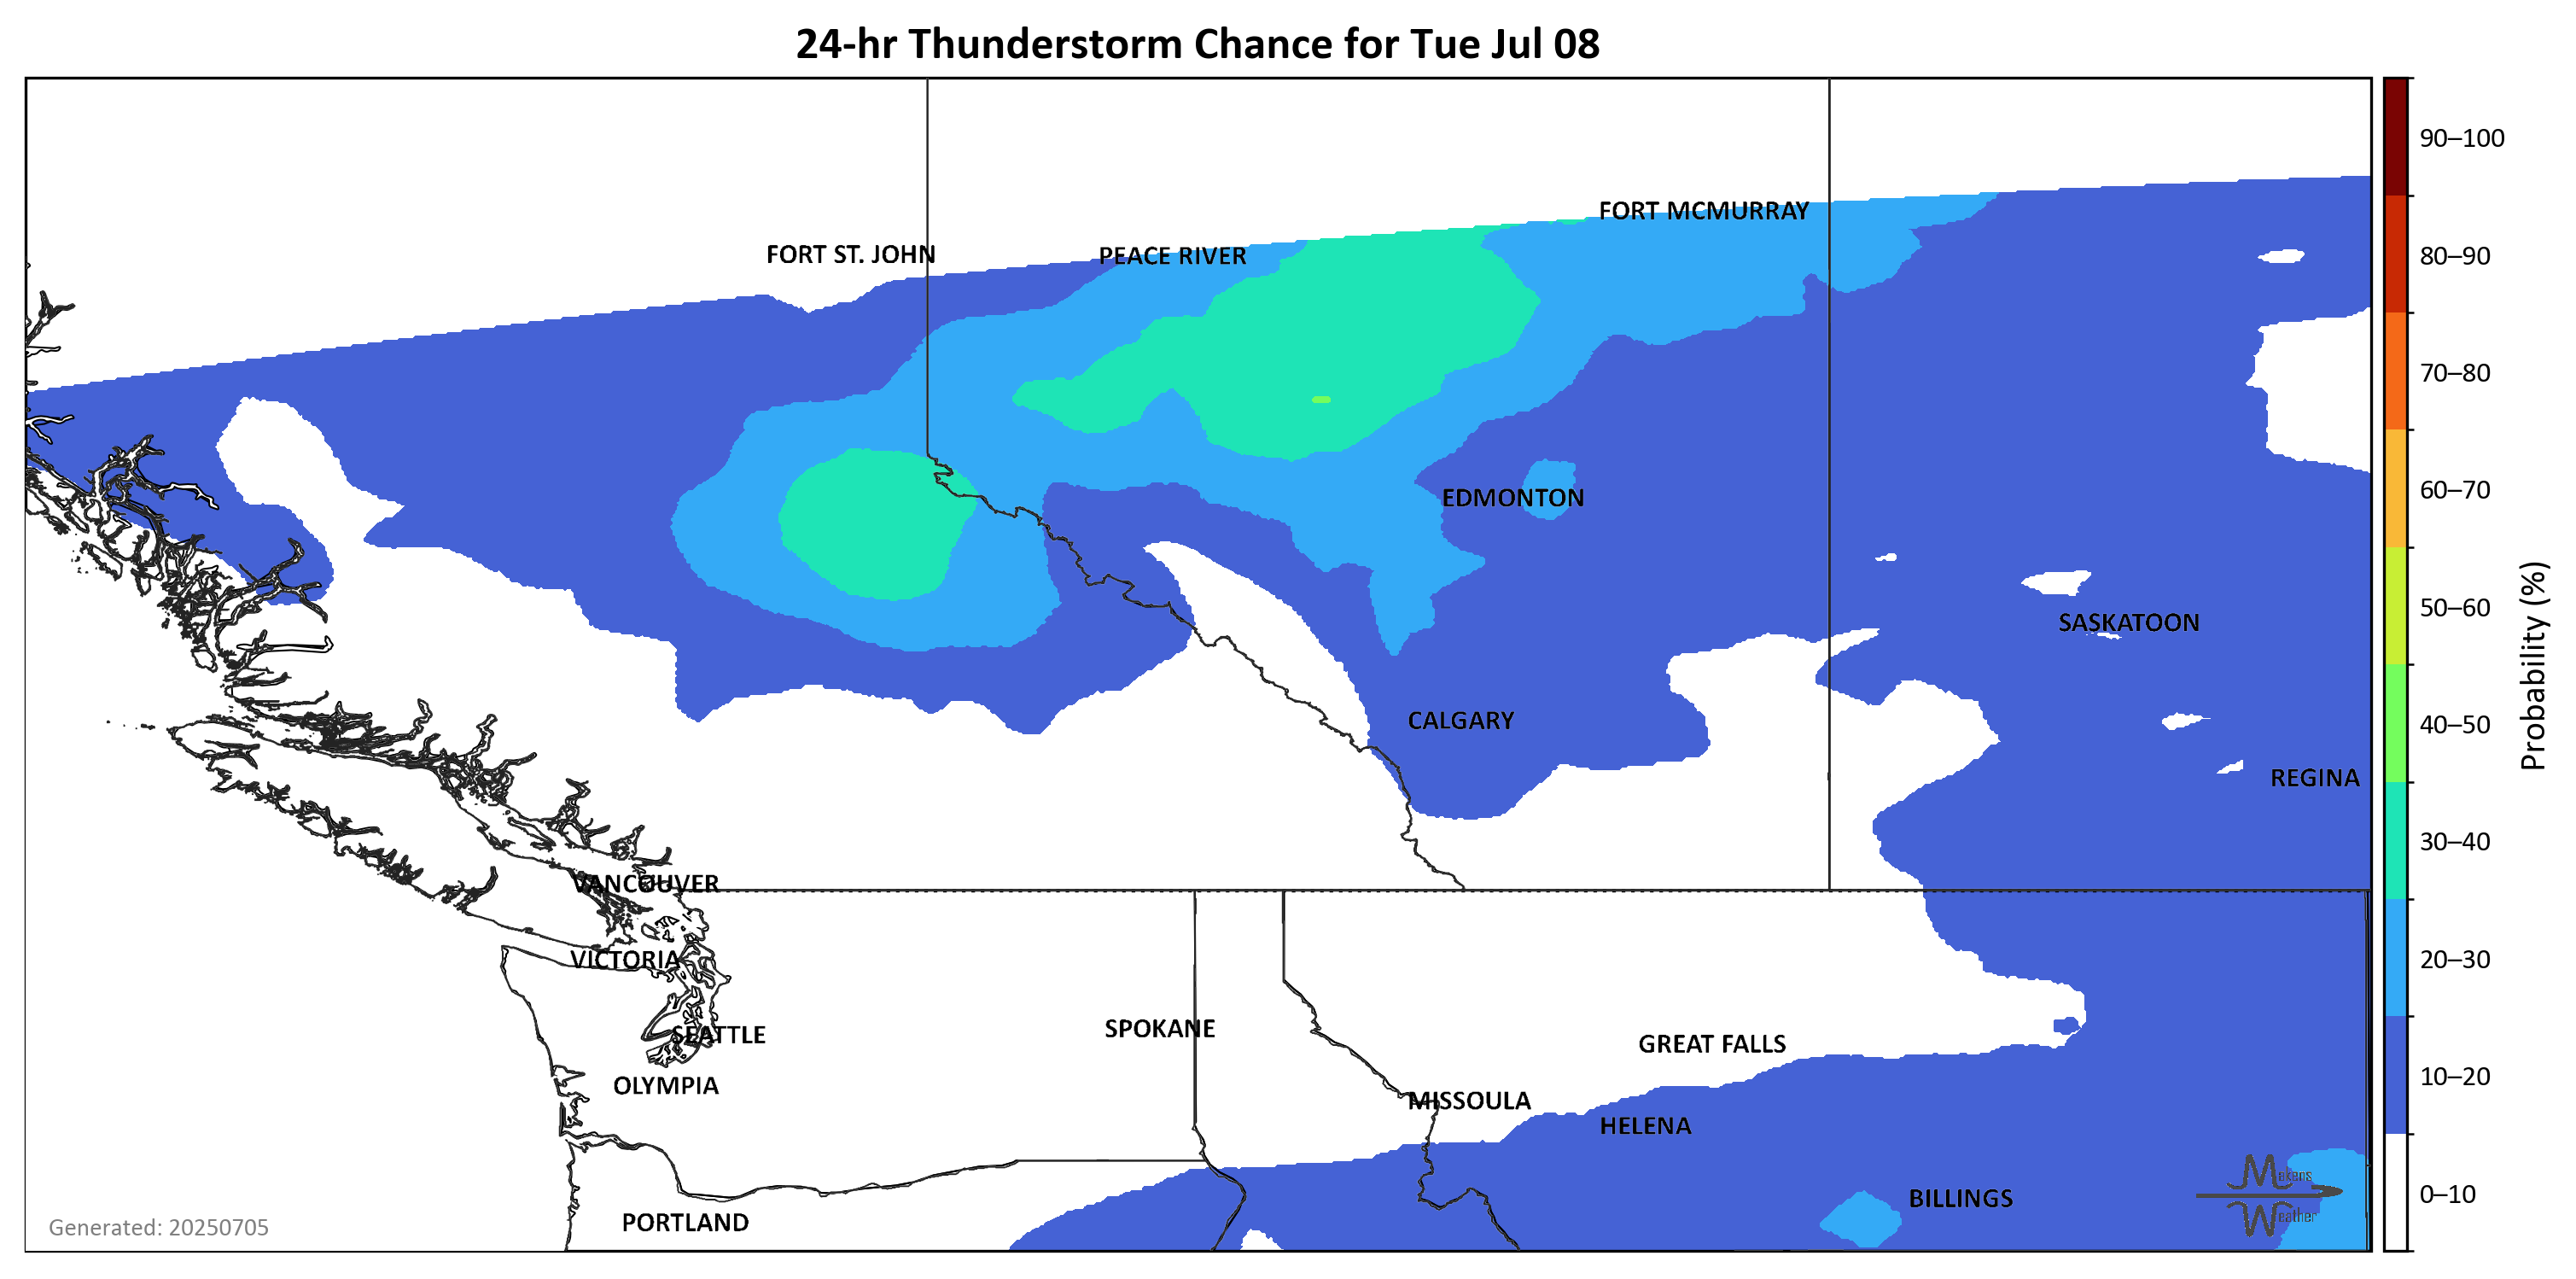 24-hr Thunderstorm Chance for Tue Jul 08
90–100
FORT MCMURRAY
FORT ST. JOHN
PEACE RIVER
80–90
70–80
60–70
EDMONTON
50–60
SASKATOON
Probability (%)
CALGARY
40–50
REGINA
30–40
VANCOUVER
VICTORIA
20–30
SPOKANE
SEATTLE
GREAT FALLS
OLYMPIA
10–20
MISSOULA
HELENA
Mekens
Weather
0–10
BILLINGS
PORTLAND
Generated: 20250705